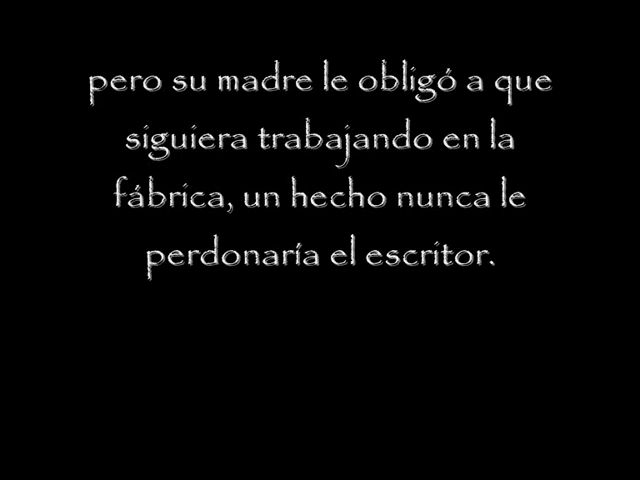 pero su madre le obligó a que
siguiera trabajando en la
fábrica, un hecho nunca le
perdonaría el escritor.